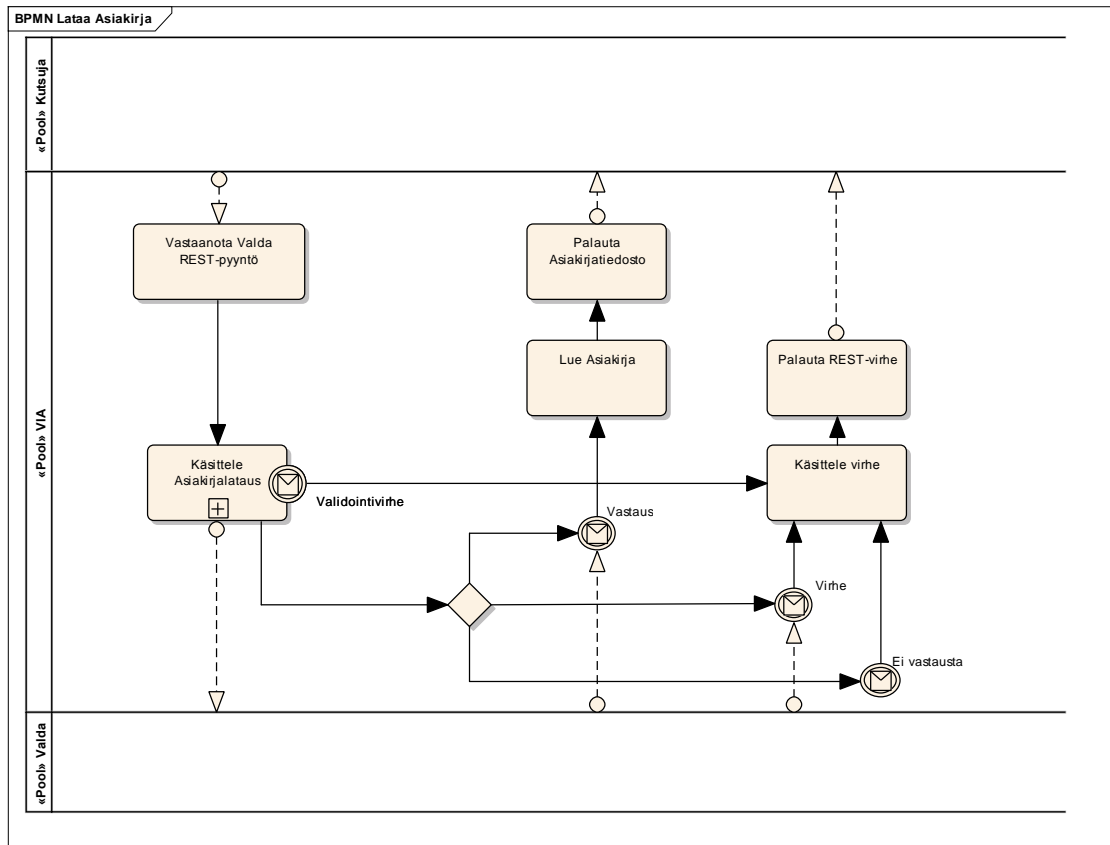 BPMN Lataa Asiakirja
«Pool» Kutsuja
«Pool» VIA
Vastaanota Valda
REST-pyyntö
Palauta
Asiakirjatiedosto
Lue Asiakirja
Palauta REST-virhe
Käsittele
Asiakirjalataus
Validointivirhe
Käsittele virhe
Vastaus
Virhe
Ei vastausta
«Pool» Valda